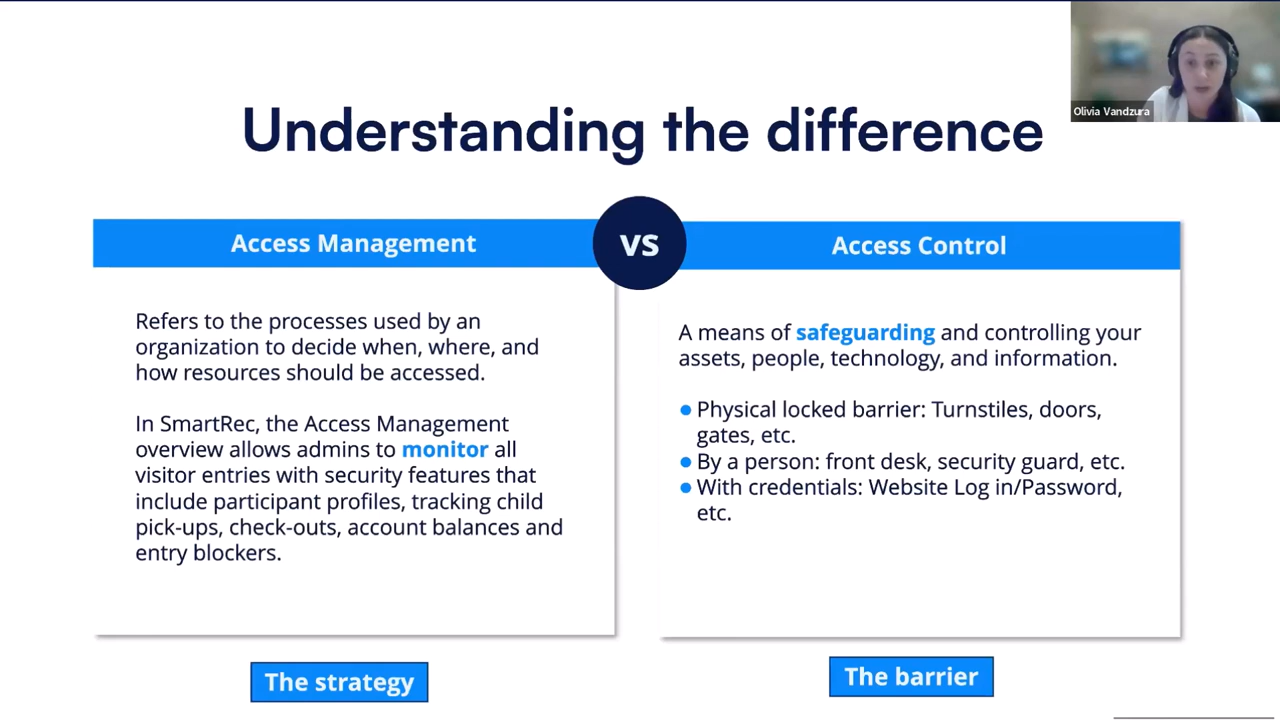 Olivia Vandzura
Understanding the difference
Access Management
VS
Access Control
Refers to the processes used by an
organization to decide when, where, and
how resources should be accessed.
In SmartRec, the Access Management
overview allows admins to monitor all
visitor entries with security features that
include participant profiles, tracking child
pick-ups, check-outs, account balances and
entry blockers.
The strategy
A means of safeguarding and controlling your
assets, people, technology, and information.
Physical locked barrier: Turnstiles, doors,
gates, etc.
By a person: front desk, security guard, etc.
With credentials: Website Log in/Password,
etc.
The barrier